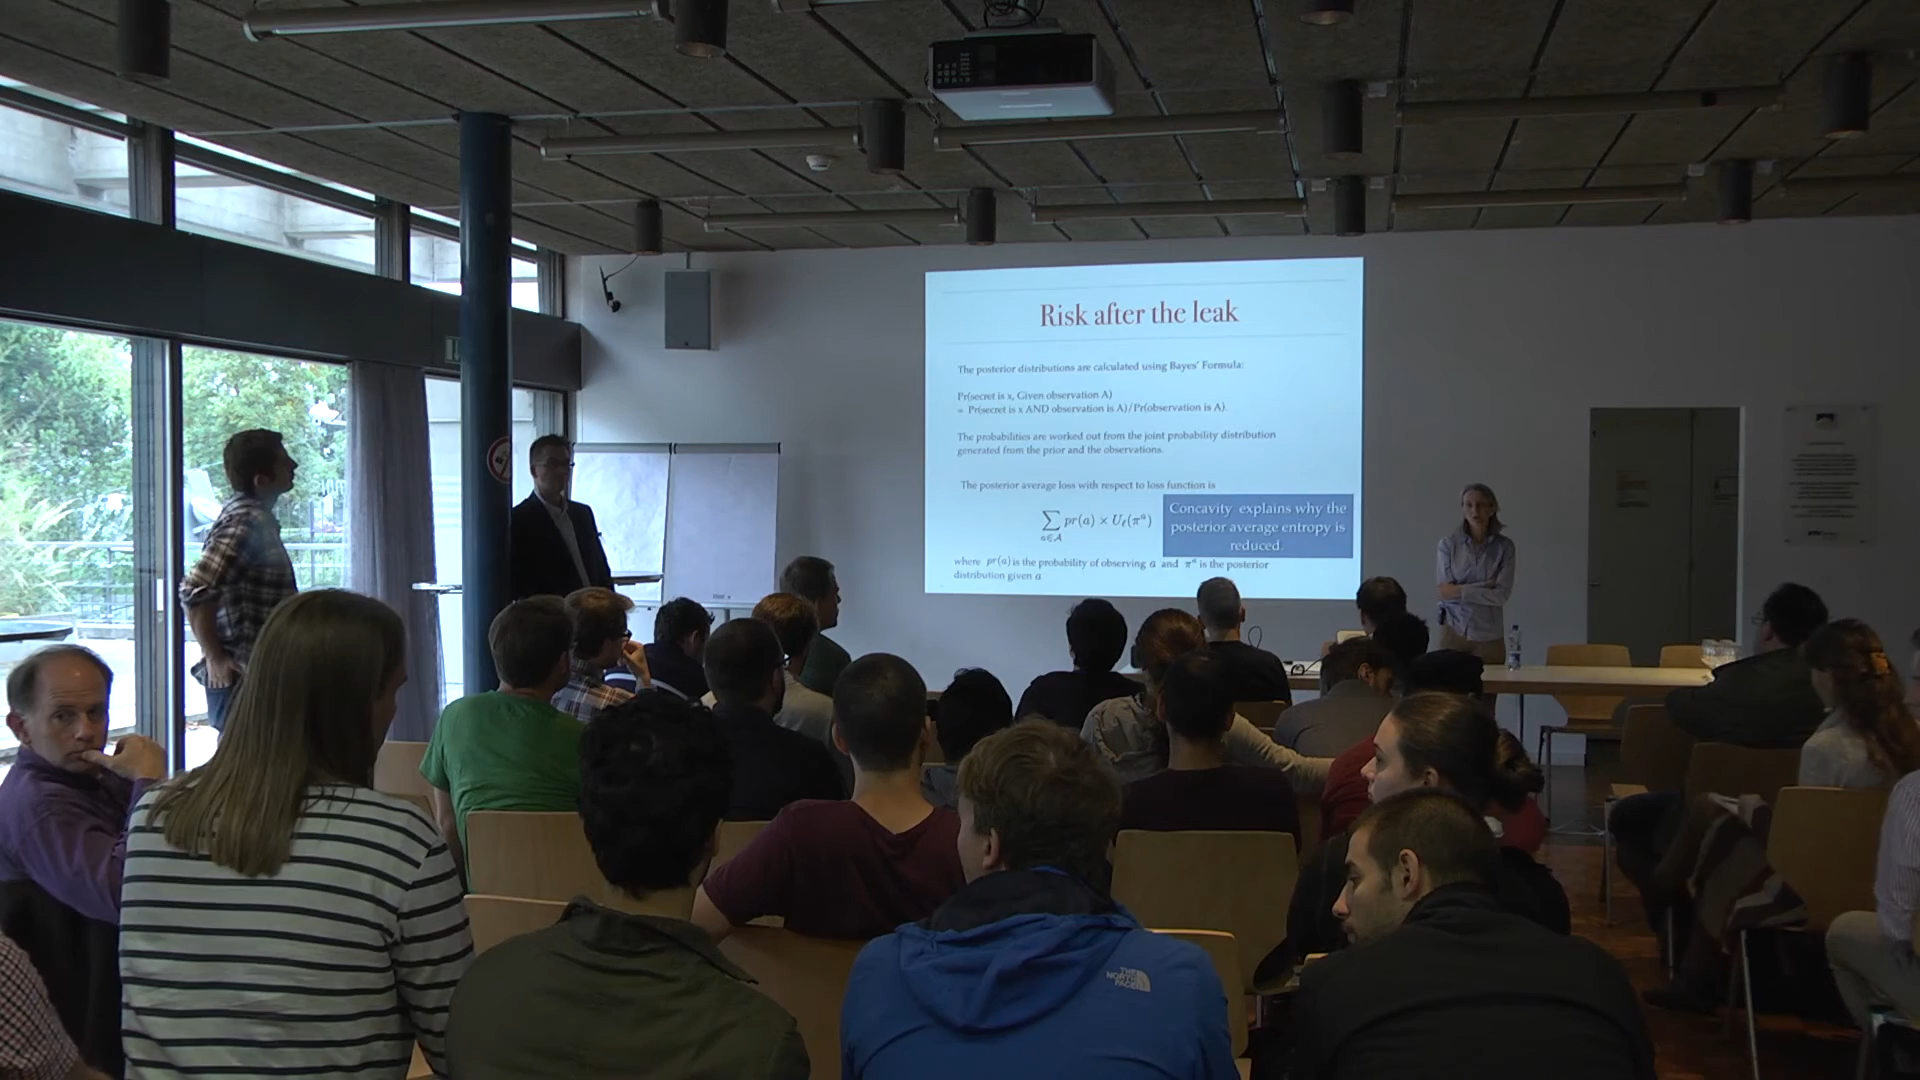 Risk after the leak
The posterior distributions are calculated using Bayes' Formula:
Pr(secret is x, Given observation A)
= Pr(secret is x AND observation is A)/Pr(observation is A).
The probabilities are worked out from the joint probability distribution
generated from the prior and the observations.
The posterior average loss with respect to loss function is
∑ pr(a) × Uℓ(πᵃ)
a∈𝒜
Concavity explains why the
posterior average entropy is
reduced.
where pr(a) is the probability of observing a and πᵃ is the posterior
distribution given a
THE
NORTH
FACE